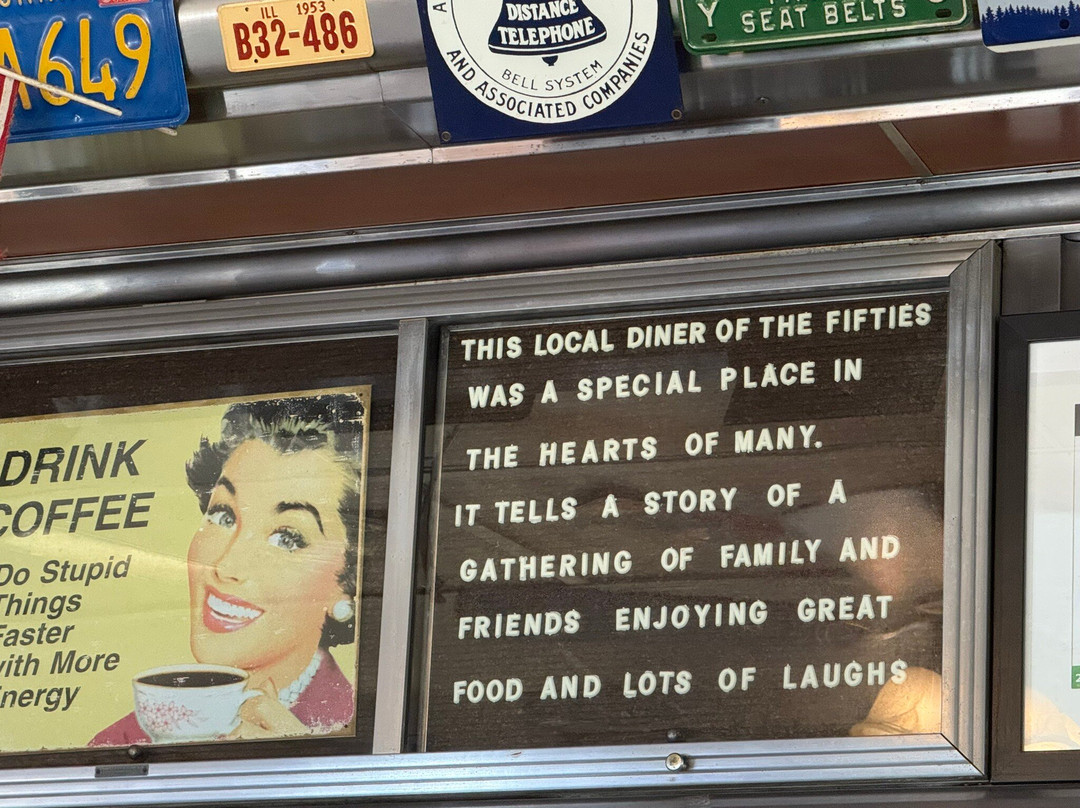 A649
ILL 1953
B32-486
DISTANCE
TELEPHONE
BELL SYSTEM
AND ASSOCIATED COMPANIES
SEAT BELTS
DRINK
COFFEE
Do Stupid
Things
Faster
with More
Energy
THIS LOCAL DINER OF THE FIFTIES
WAS A SPECIAL PLACE IN
THE HEARTS OF MANY.
IT TELLS A STORY OF A
GATHERING OF FAMILY AND
FRIENDS ENJOYING GREAT
FOOD AND LOTS OF LAUGHS